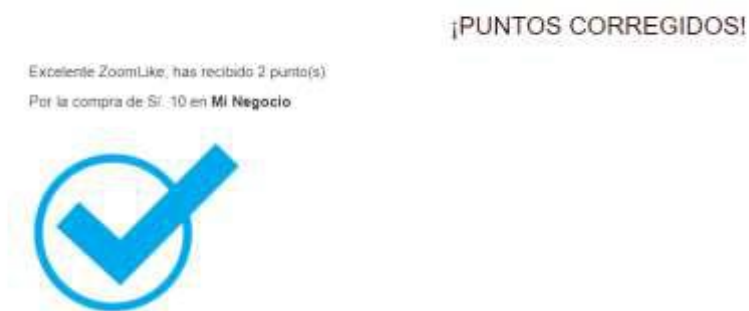 ¡PUNTOS CORREGIDOS!
Excelente ZoomLike, has recibido 2 punto(s)
Por la compra de S/. 10 en Mi Negocio